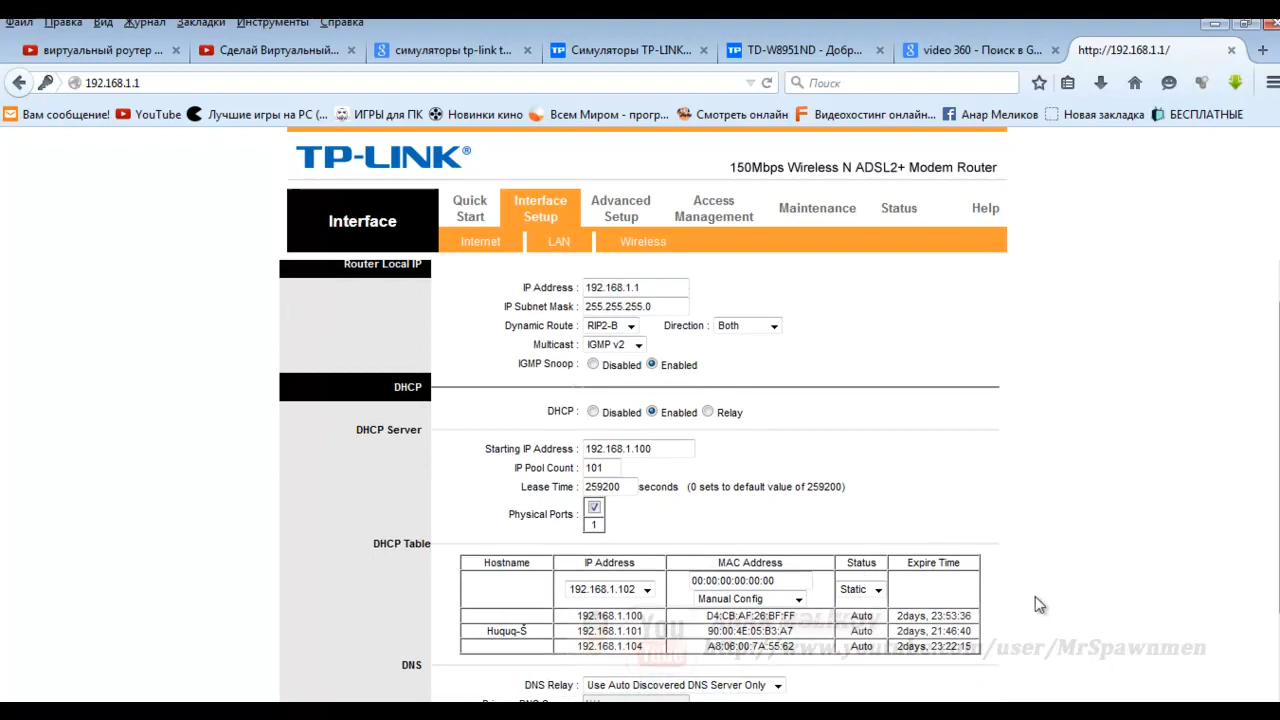 Файл Правка Вид Журнал Закладки Инструменты Справка
виртуальный роутер ... Сделай Виртуальный... симуляторы tp-link t... Симуляторы TP-LINK... TD-W8951ND - Добр... video 360 - Поиск в G... http://192.168.1.1/
192.168.1.1 Поиск
Вам сообщение! YouTube Лучшие игры на PC (... ИГРЫ для ПК Новинки кино Всем Миром - прогр... Смотреть онлайн Видеохостинг онлайн... Анар Меликов Новая закладка БЕСПЛАТНЫЕ
TP-LINK®
150Mbps Wireless N ADSL2+ Modem Router
Interface
Quick Start Interface Setup Advanced Setup Access Management Maintenance Status Help
Internet LAN Wireless
Router Local IP
IP Address : 192.168.1.1
IP Subnet Mask : 255.255.255.0
Dynamic Route : RIP2-B Direction : Both
Multicast : IGMP v2
IGMP Snoop : Disabled Enabled
DHCP
DHCP : Disabled Enabled Relay
DHCP Server
Starting IP Address : 192.168.1.100
IP Pool Count : 101
Lease Time : 259200 seconds (0 sets to default value of 259200)
Physical Ports :
1
DHCP Table
Hostname IP Address MAC Address Status Expire Time
192.168.1.102 00:00:00:00:00:00 Manual Config Static
192.168.1.100 D4:CB:AF:26:BF:FF Auto 2days, 23:53:36
Huquq-Š 192.168.1.101 90:00:4E:05:B3:A7 Auto 2days, 21:46:40
192.168.1.104 A8:06:00:7A:55:62 Auto 2days, 23:22:15
You
http://www.youtube.com/user/MrSpawnmen
DNS
DNS Relay : Use Auto Discovered DNS Server Only